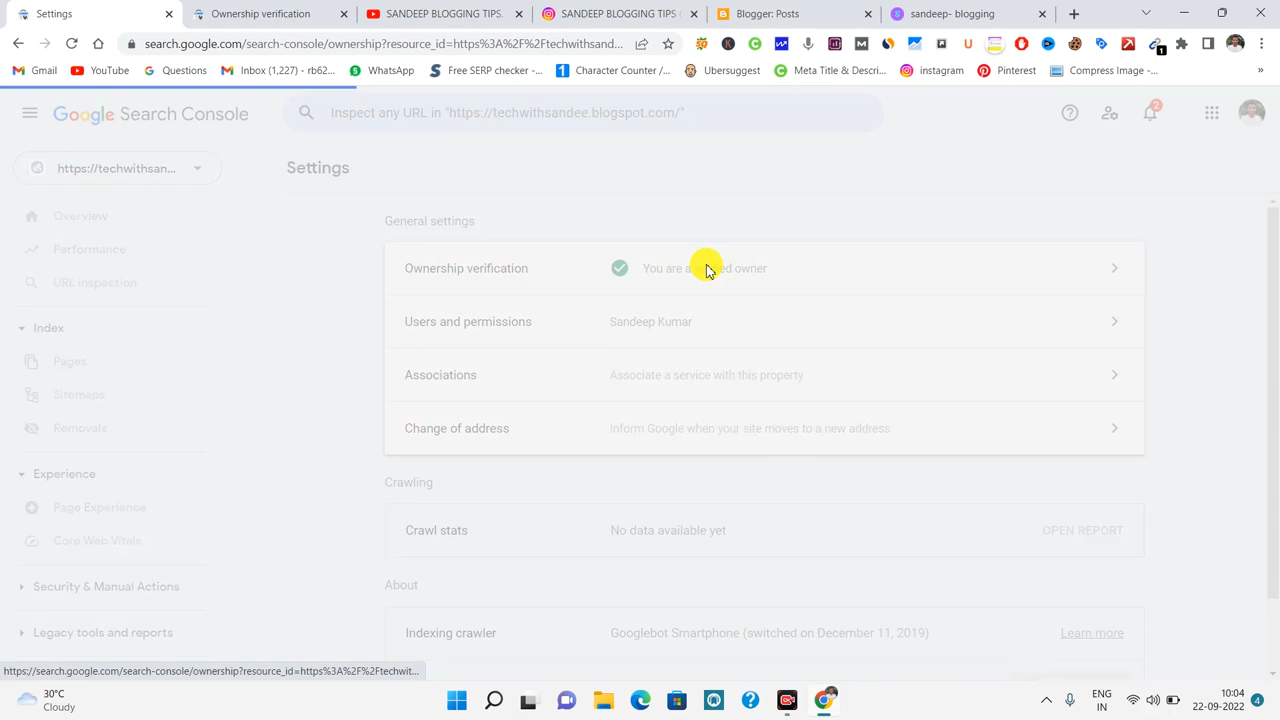 Settings
Ownership verification
SANDEEP BLOGGING TIPS.
SANDEEP BLOGGING TIPS (
Blogger: Posts
sandeep- blogging
search.google.com/search-console/ownership?resource_id=https%3A%2F%2Ftechwithsand...
Gmail
YouTube
Question
Inbox (1,227) - rb62...
WhatsApp
Free SERP checker -...
Character Counter /...
Ubersuggest
Meta Title & Descri...
instagram
Pinterest
Compress Image -...
Google Search Console
Inspect any URL in "https://techwithsandee.blogspot.com/"
2
https://techwithsan...
Settings
Overview
Performance
URL inspection
Index
Pages
Sitemaps
Removals
Experience
Page Experience
Core Web Vitals
Security & Manual Actions
Legacy tools and reports
General settings
Ownership verification
You are a owner
Users and permissions
Sandeep Kumar
Associations
Associate a service with this property
Change of address
Inform Google when your site moves to a new address
Crawling
Crawl stats
No data available yet
OPEN REPORT
About
Indexing crawler
Googlebot Smartphone (switched on December 11, 2019)
Learn more
https://search.google.com/search-console/ownership?resource_id=https%3A%2F%2Ftechwit...
30°C
Cloudy
ENG
IN
10:04
22-09-2022
4